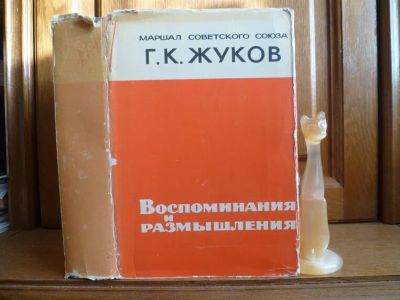 МАРШАЛ СОВЕТСКОГО СОЮЗА
Г.К.ЖУКОВ
Воспоминания
и
размышления